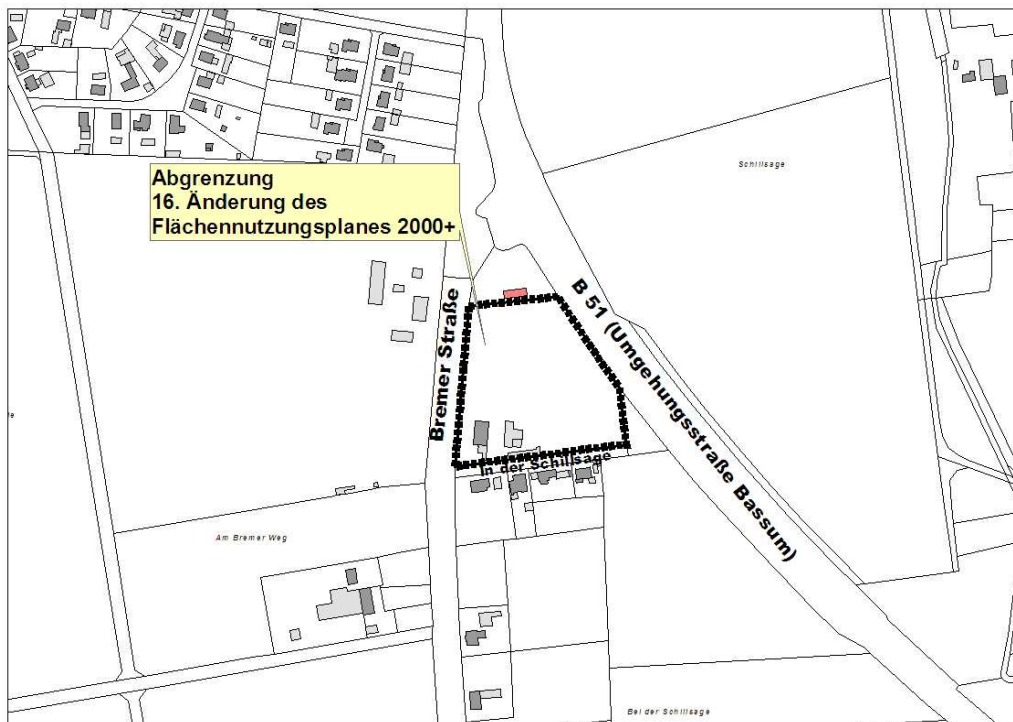 Schillsage
Abgrenzung
16. Änderung des
Flächennutzungsplanes 2000+
Bremer Straße
B 51 (Umgehungsstraße Bassum)
In der Schillsage
Am Bremer Weg
Bei der Schillsage